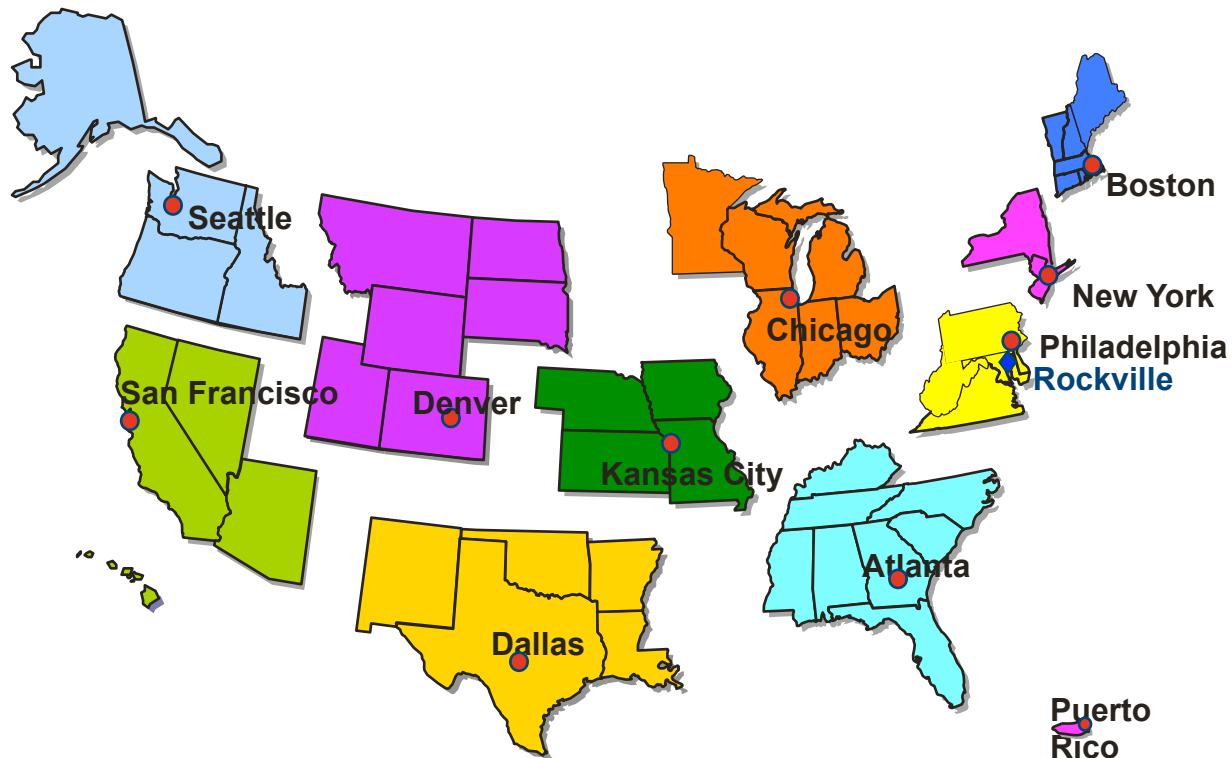 Boston
Seattle
New York
Chicago
Philadelphia
Rockville
San Francisco
Denver
Kansas City
Atlanta
Dallas
Puerto
Rico